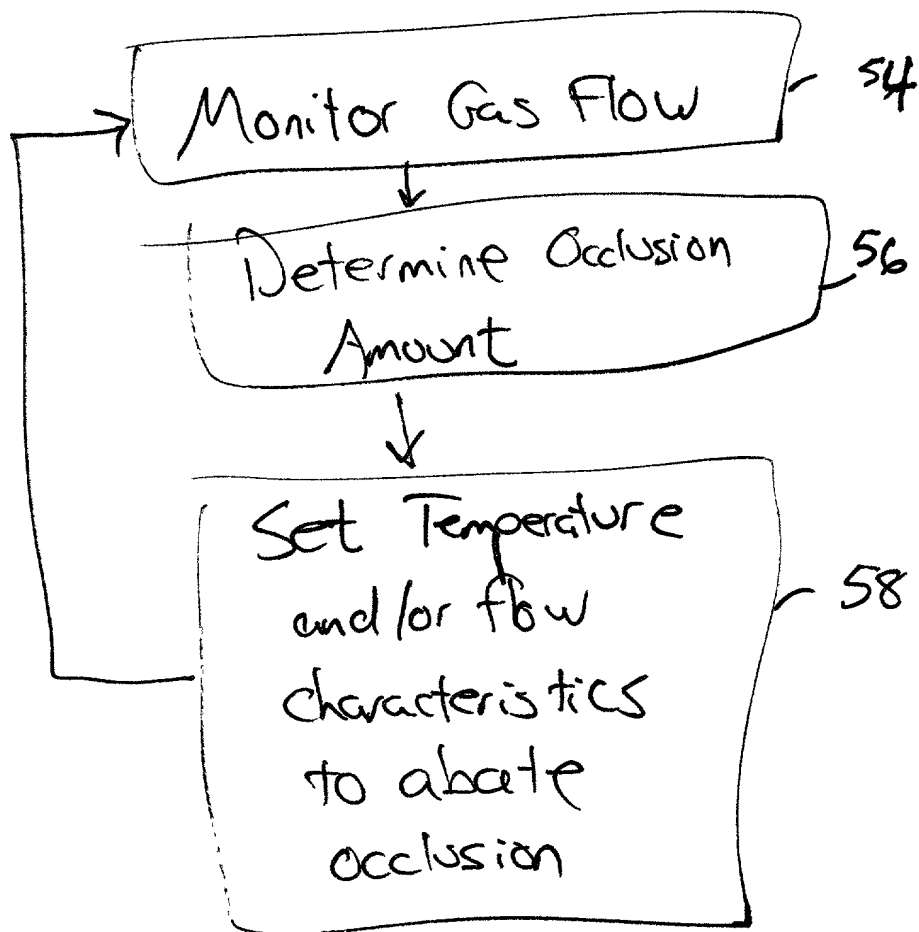 Monitor Gas Flow
54
Determine Occlusion
Amount
56
Set Temperature
and/or flow
characteristics
to abate
occlusion
58